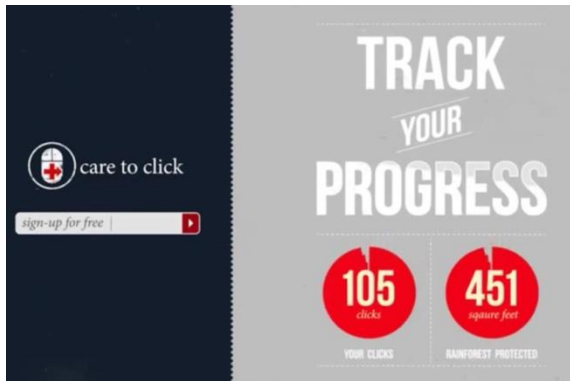 care to click
sign-up for free
TRACK
YOUR
PROGRESS
105
clicks
YOUR CLICKS
451
sqaure feet
RAINFOREST PROTECTED